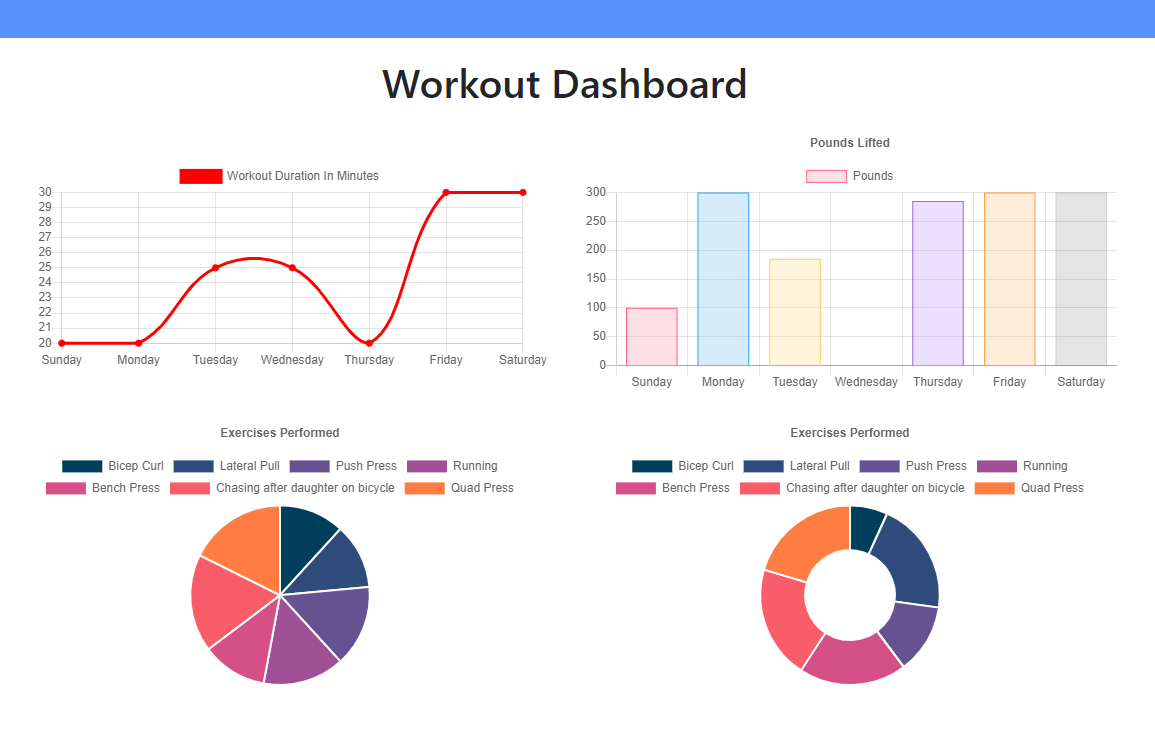 Workout Dashboard
Workout Duration In Minutes
30
29
28
27
26
25
24
23
22
21
20
Sunday Monday Tuesday Wednesday Thursday Friday Saturday
Pounds Lifted
Pounds
300
250
200
150
100
50
0
Sunday Monday Tuesday Wednesday Thursday Friday Saturday
Exercises Performed
Bicep Curl Lateral Pull Push Press Running
Bench Press Chasing after daughter on bicycle Quad Press
Exercises Performed
Bicep Curl Lateral Pull Push Press Running
Bench Press Chasing after daughter on bicycle Quad Press